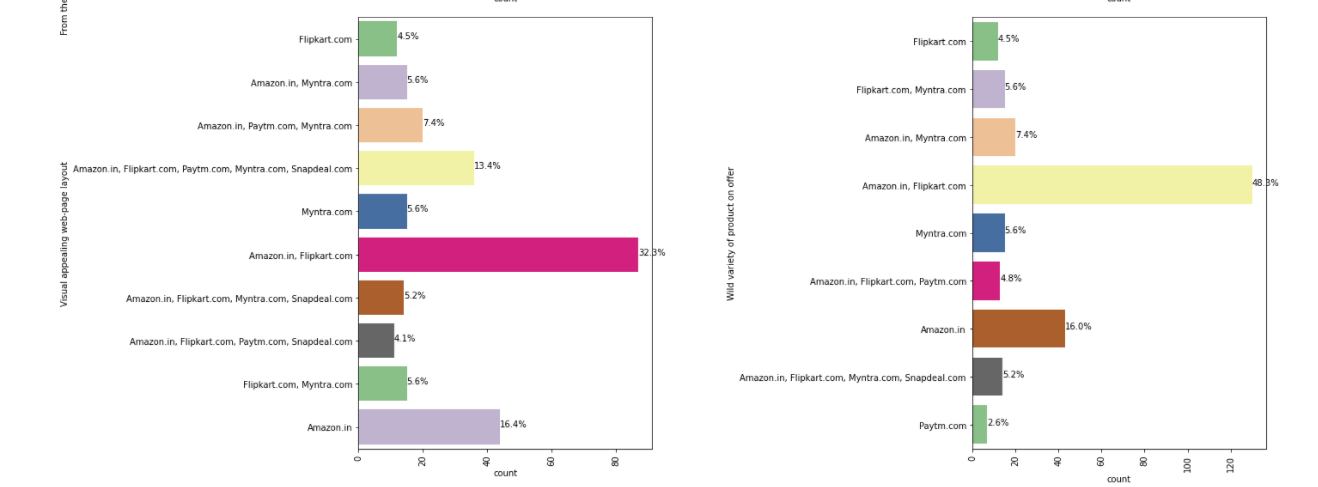 count
count
From the
Visual appealing web-page layout
Flipkart.com
4.5%
Amazon.in, Myntra.com
5.6%
Amazon.in, Paytm.com, Myntra.com
7.4%
Amazon.in, Flipkart.com, Paytm.com, Myntra.com, Snapdeal.com
13.4%
Myntra.com
5.6%
Amazon.in, Flipkart.com
32.3%
Amazon.in, Flipkart.com, Myntra.com, Snapdeal.com
5.2%
Amazon.in, Flipkart.com, Paytm.com, Snapdeal.com
4.1%
Flipkart.com, Myntra.com
5.6%
Amazon.in
16.4%
0
20
40
60
80
count
Wild variety of product on offer
Flipkart.com
4.5%
Flipkart.com, Myntra.com
5.6%
Amazon.in, Myntra.com
7.4%
Amazon.in, Flipkart.com
48.3%
Myntra.com
5.6%
Amazon.in, Flipkart.com, Paytm.com
4.8%
Amazon.in
16.0%
Amazon.in, Flipkart.com, Myntra.com, Snapdeal.com
5.2%
Paytm.com
2.6%
0
20
40
60
80
100
120
count